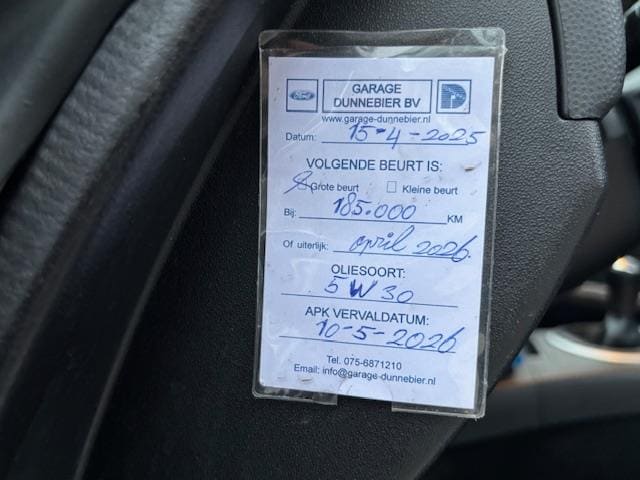 Ford
GARAGE
DUNNEBIER BV
D
www.garage-dunnebier.nl
Datum: 15-4-2025
VOLGENDE BEURT IS:
Grote beurt Kleine beurt
Bij: 185.000 KM
Of uiterlijk: april 2026
OLIESOORT:
5W30
APK VERVALDATUM:
10-5-2026
Tel. 075-6871210
Email: info@garage-dunnebier.nl